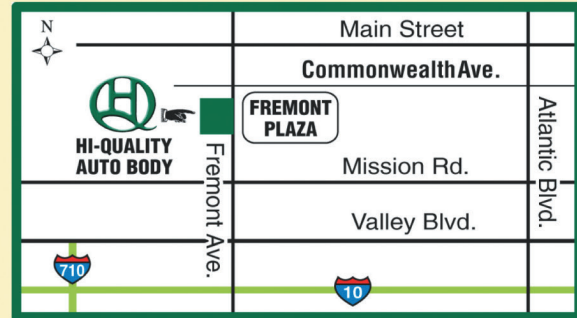 N
Main Street
CommonwealthAve.
HQ
HI-QUALITY
AUTO BODY
FREMONT
PLAZA
Fremont Ave.
Atlantic Blvd.
Mission Rd.
Valley Blvd.
710
10